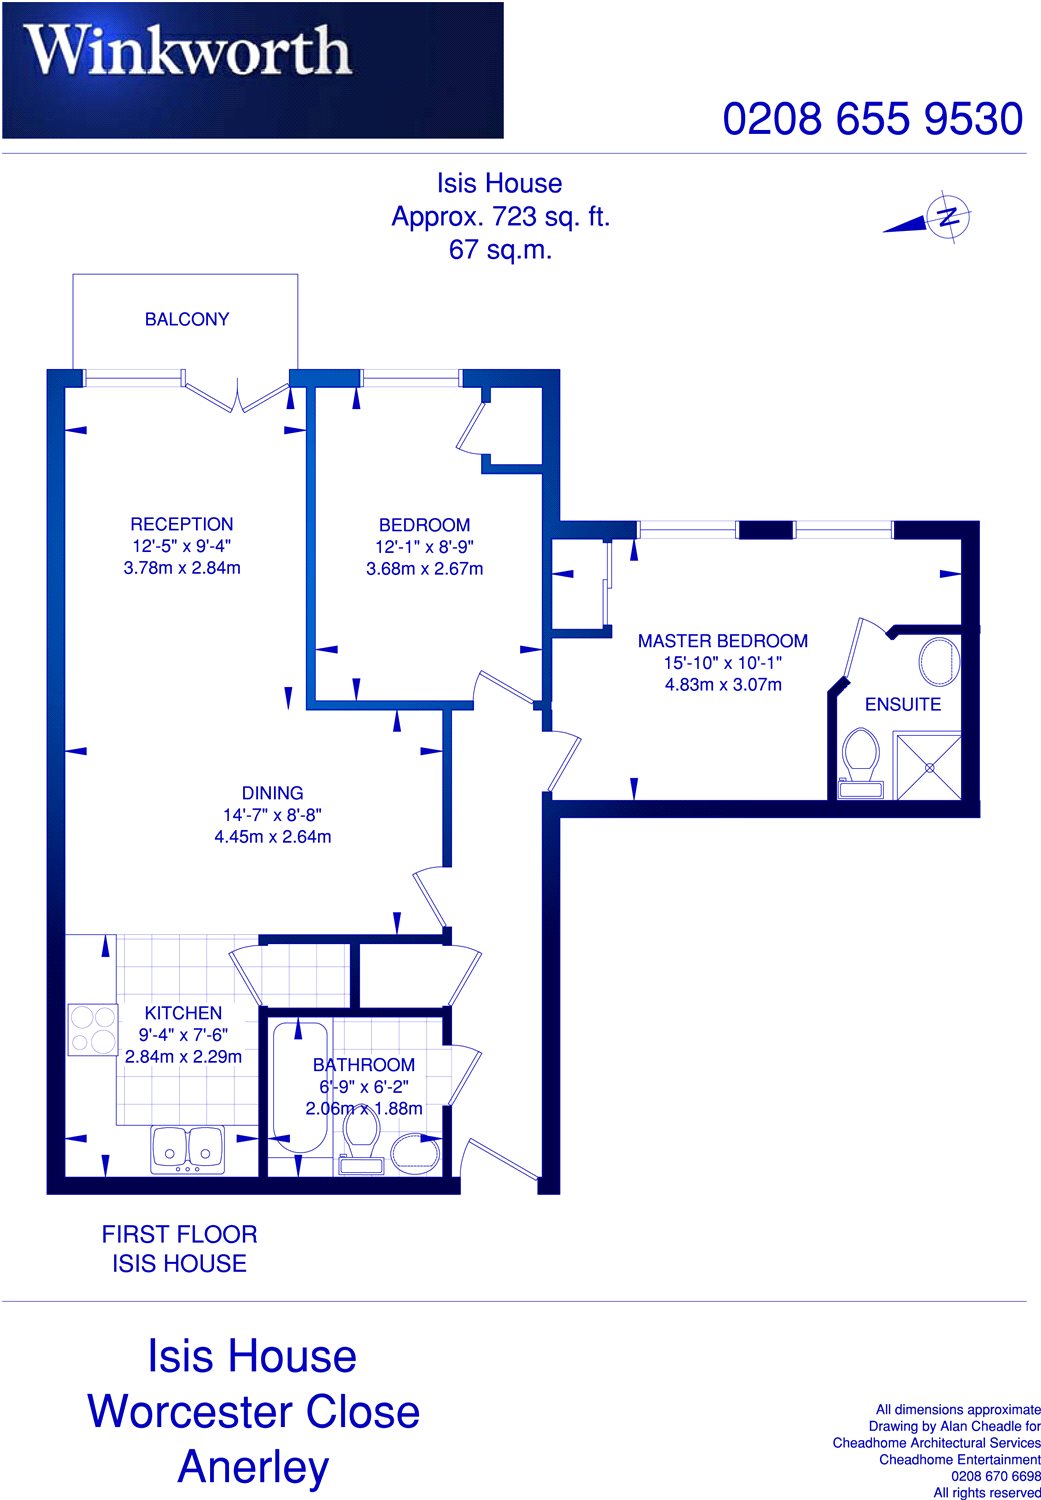 Winkworth
0208 655 9530
Isis House
Approx. 723 sq. ft.
67 sq.m.
N
BALCONY
RECEPTION
12'-5" x 9'-4"
3.78m x 2.84m
BEDROOM
12'-1" x 8'-9"
3.68m x 2.67m
MASTER BEDROOM
15'-10" x 10'-1"
4.83m x 3.07m
ENSUITE
DINING
14'-7" x 8'-8"
4.45m x 2.64m
KITCHEN
9'-4" x 7'-6"
2.84m x 2.29m
BATHROOM
6'-9" x 6'-2"
2.06m x 1.88m
FIRST FLOOR
ISIS HOUSE
Isis House
Worcester Close
Anerley
All dimensions approximate
Drawing by Alan Cheadle for
Cheadhome Architectural Services
Cheadhome Entertainment
0208 670 6698
All rights reserved